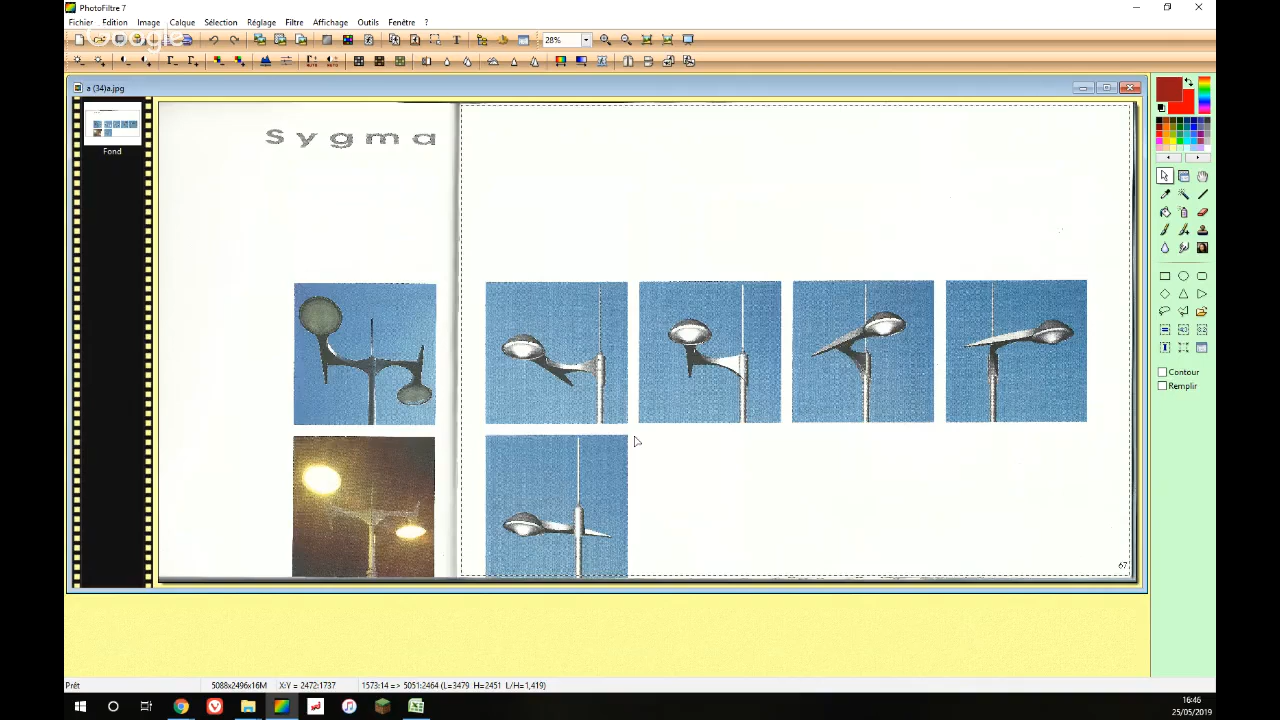 PhotoFiltre 7
Fichier Edition Image Calque Sélection Réglage Filtre Affichage Outils Fenêtre ?
Google
28%
a (34)a.jpg
Fond
Sygma
67
Contour
Remplir
Prêt
5088x2496x16M
X:Y = 2472:1737
1573:14 => 5051:2464 (L=3479 H=2451 L/H=1,419)
16:46
25/05/2019